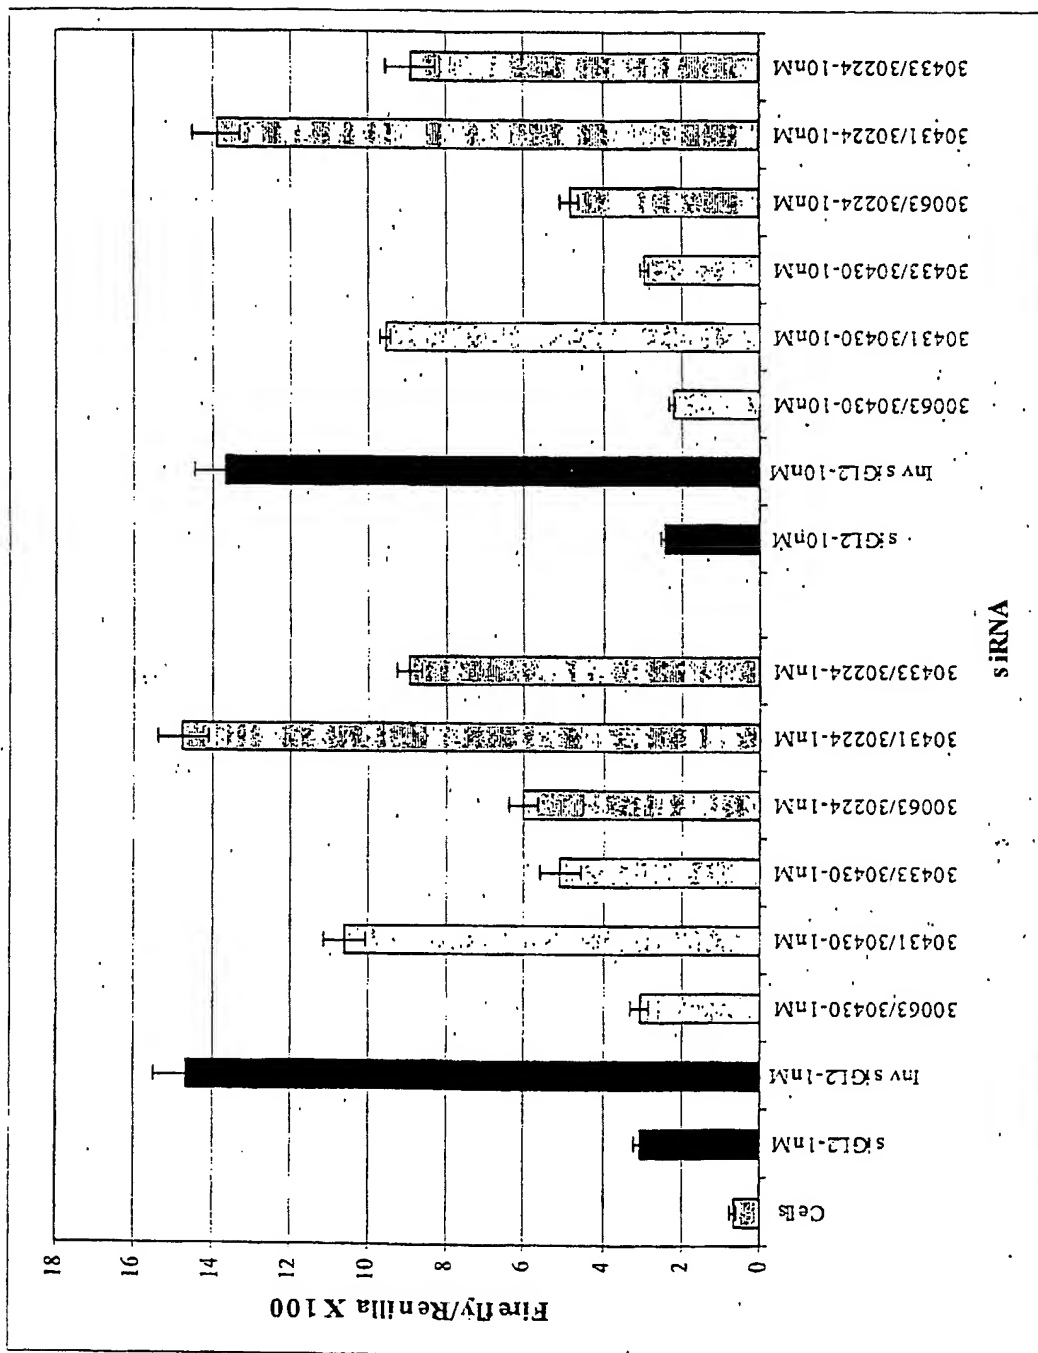 Firefly/Renilla X 100
18
16
14
12
10
8
6
4
2
0
Cells
siGL2-1nM
Inv siGL2-1nM
30063/30430-1nM
30431/30430-1nM
30433/30430-1nM
30063/30224-1nM
30431/30224-1nM
30433/30224-1nM
siGL2-10nM
Inv siGL2-10nM
30063/30430-10nM
30431/30430-10nM
30433/30430-10nM
30063/30224-10nM
30431/30224-10nM
30433/30224-10nM
siRNA